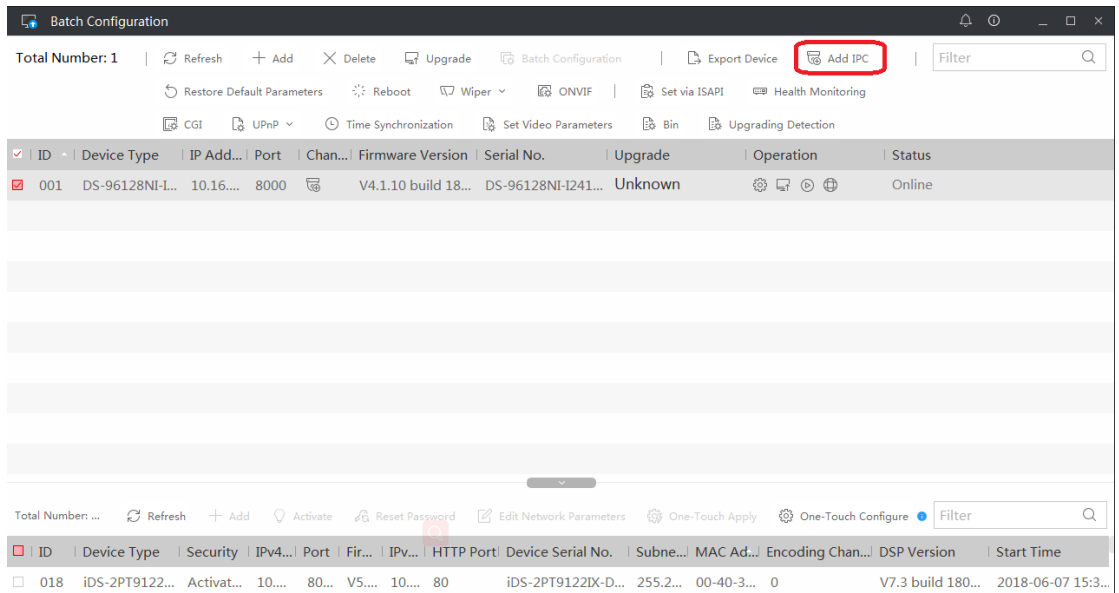 Batch Configuration
Total Number: 1 Refresh Add Delete Upgrade Batch Configuration Export Device Add IPC Filter
Restore Default Parameters Reboot Wiper ONVIF Set via ISAPI Health Monitoring
CGI UPnP Time Synchronization Set Video Parameters Bin Upgrading Detection
ID Device Type IP Add... Port Chan... Firmware Version Serial No. Upgrade Operation Status
001 DS-96128NI-I... 10.16.... 8000 V4.1.10 build 18... DS-96128NI-I241... Unknown Online
Total Number: ... Refresh Add Activate Reset Password Edit Network Parameters One-Touch Apply One-Touch Configure Filter
ID Device Type Security IPv4... Port Fir... IPv... HTTP Port Device Serial No. Subne... MAC Ad... Encoding Chan... DSP Version Start Time
018 iDS-2PT9122... Activat... 10.... 80... V5.... 10.... 80 iDS-2PT9122IX-D... 255.2... 00-40-3... 0 V7.3 build 180... 2018-06-07 15:3...